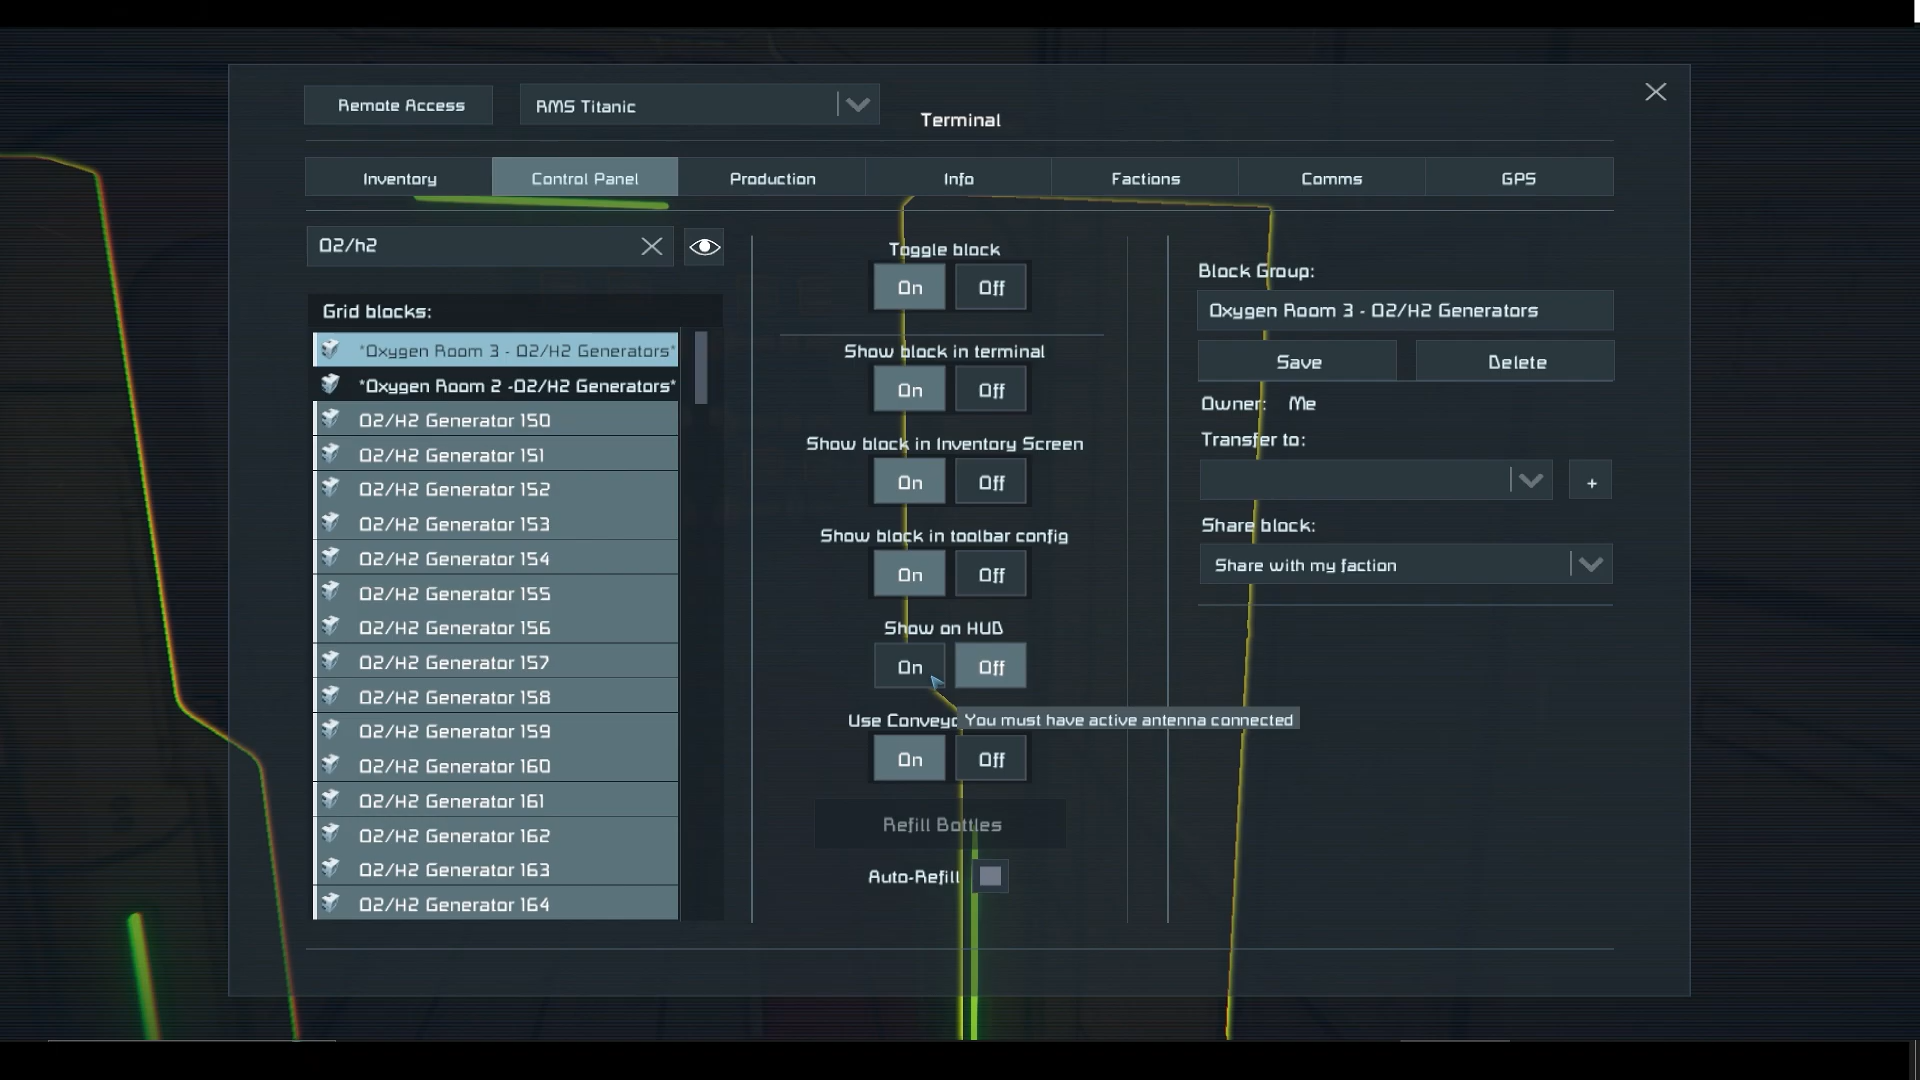 Remote Access
RMS Titanic
Terminal
Inventory
Control Panel
Production
Info
Factions
Comms
GPS
O2/h2
Grid blocks:
*Oxygen Room 3 - O2/H2 Generators*
*Oxygen Room 2 -O2/H2 Generators*
O2/H2 Generator 150
O2/H2 Generator 151
O2/H2 Generator 152
O2/H2 Generator 153
O2/H2 Generator 154
O2/H2 Generator 155
O2/H2 Generator 156
O2/H2 Generator 157
O2/H2 Generator 158
O2/H2 Generator 159
O2/H2 Generator 160
O2/H2 Generator 161
O2/H2 Generator 162
O2/H2 Generator 163
O2/H2 Generator 164
Toggle block
On Off
Show block in terminal
On Off
Show block in Inventory Screen
On Off
Show block in toolbar config
On Off
Show on HUD
On Off
Use Conveyo
You must have active antenna connected
On Off
Refill Bottles
Auto-Refill
Block Group:
Oxygen Room 3 - O2/H2 Generators
Save
Delete
Owner: Me
Transfer to:
+
Share block:
Share with my faction